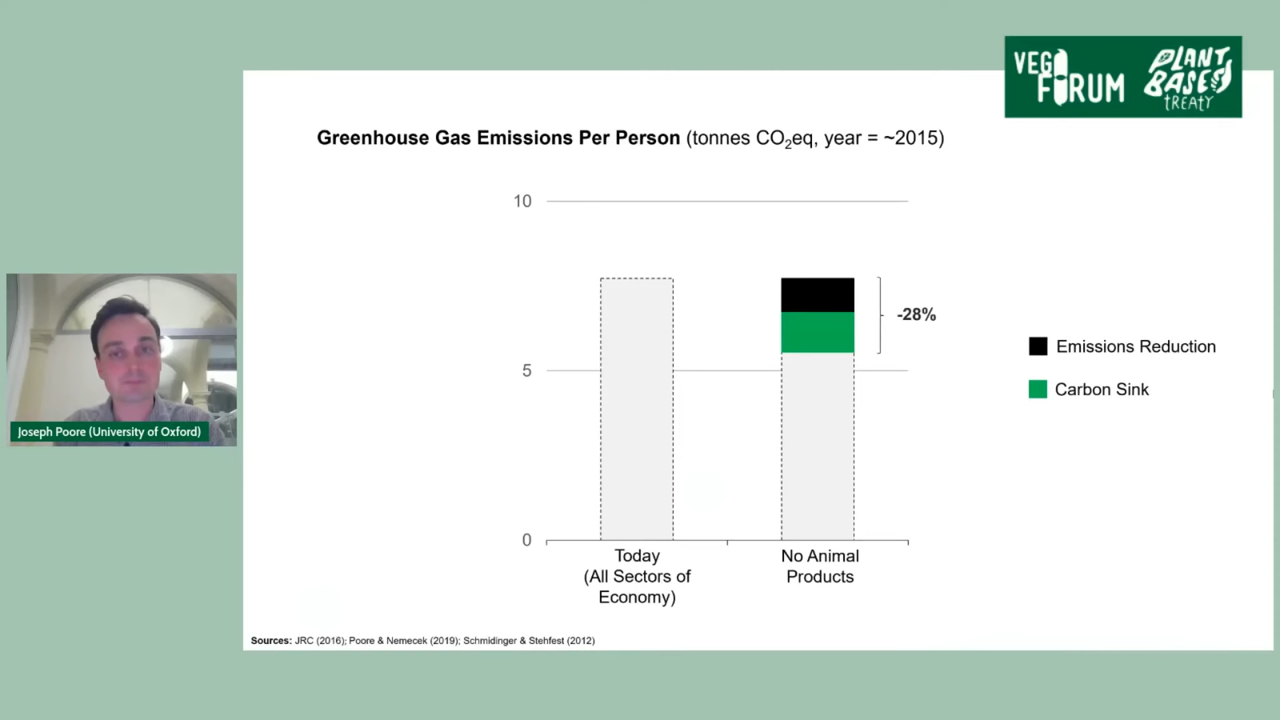 VEGO
FORUM
PLANT
BASED
TREATY
Greenhouse Gas Emissions Per Person (tonnes CO₂eq, year = ~2015)
10
5
0
-28%
Emissions Reduction
Carbon Sink
Today
(All Sectors of
Economy)
No Animal
Products
Joseph Poore (University of Oxford)
Sources: JRC (2016); Poore & Nemecek (2019); Schmidinger & Stehfest (2012)